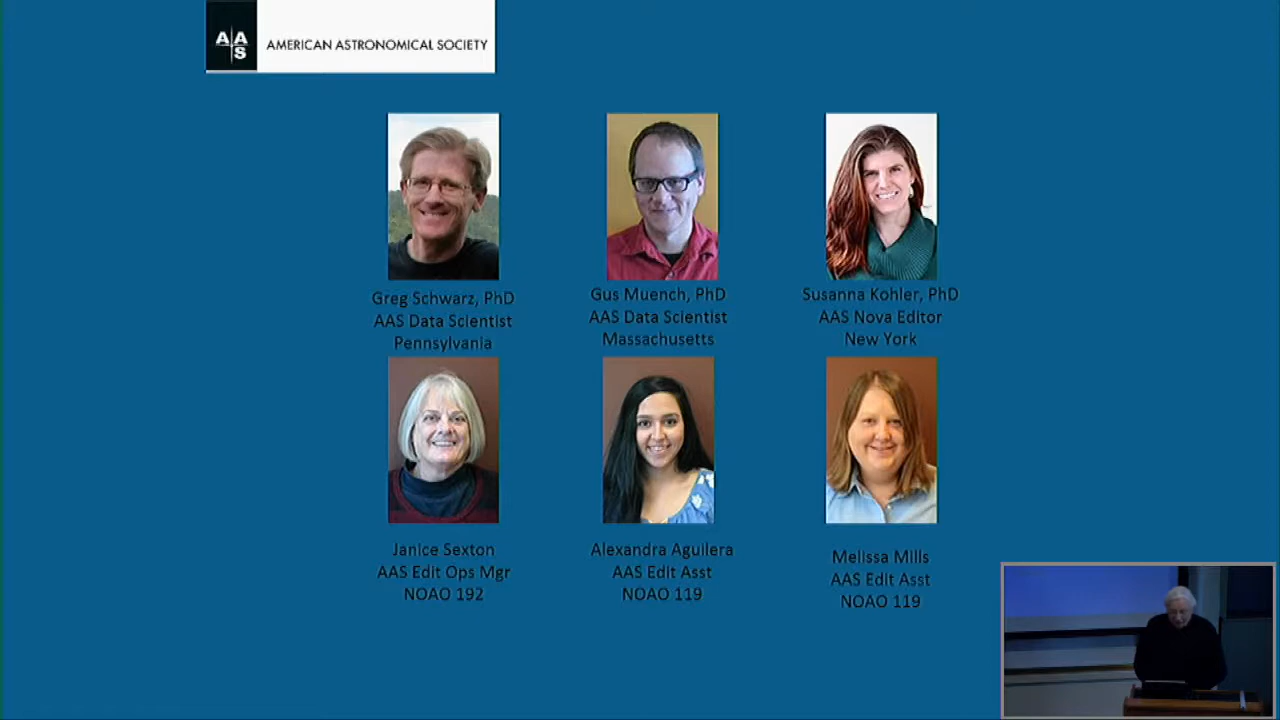 AAS
AMERICAN ASTRONOMICAL SOCIETY
Greg Schwarz, PhD
AAS Data Scientist
Pennsylvania
Gus Muench, PhD
AAS Data Scientist
Massachusetts
Susanna Kohler, PhD
AAS Nova Editor
New York
Janice Sexton
AAS Edit Ops Mgr
NOAO 192
Alexandra Aguilera
AAS Edit Asst
NOAO 119
Melissa Mills
AAS Edit Asst
NOAO 119